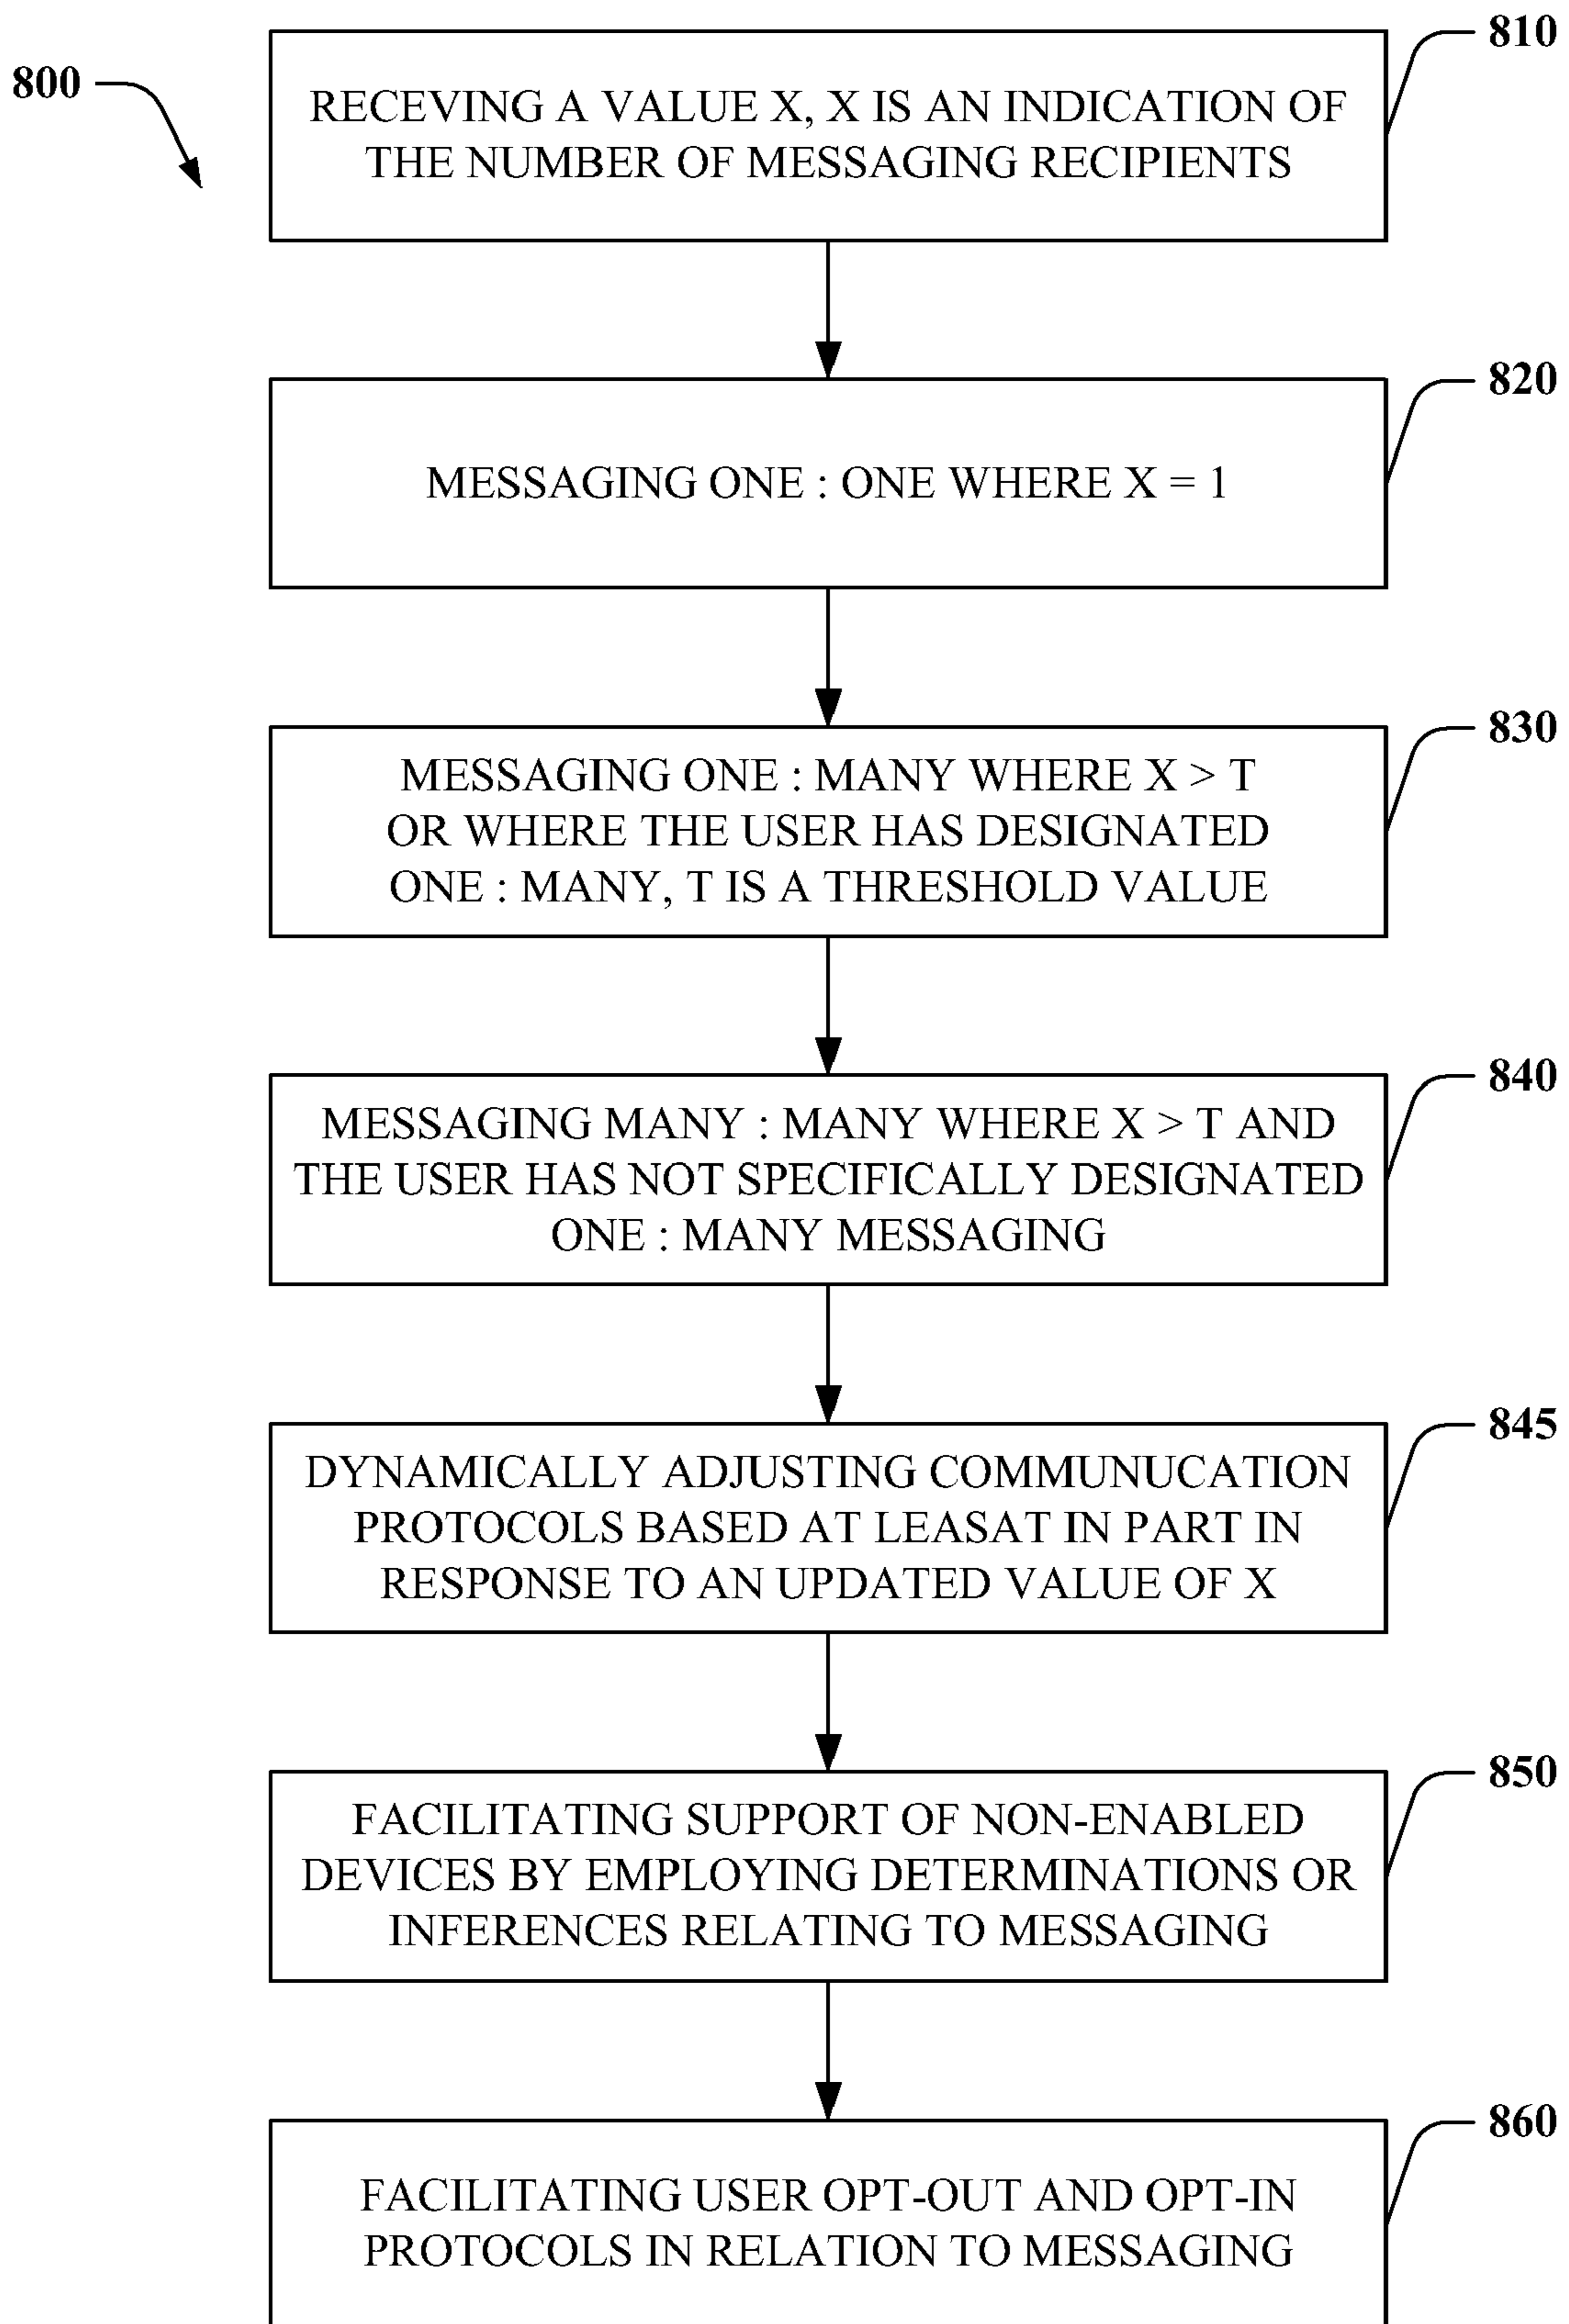 810
800
RECEVING A VALUE X, X IS AN INDICATION OF
THE NUMBER OF MESSAGING RECIPIENTS
820
MESSAGING ONE : ONE WHERE X = 1
830
MESSAGING ONE : MANY WHERE X > T
OR WHERE THE USER HAS DESIGNATED
ONE : MANY, T IS A THRESHOLD VALUE
840
MESSAGING MANY : MANY WHERE X > T AND
THE USER HAS NOT SPECIFICALLY DESIGNATED
ONE : MANY MESSAGING
845
DYNAMICALLY ADJUSTING COMMUNUCATION
PROTOCOLS BASED AT LEASAT IN PART IN
RESPONSE TO AN UPDATED VALUE OF X
850
FACILITATING SUPPORT OF NON-ENABLED
DEVICES BY EMPLOYING DETERMINATIONS OR
INFERENCES RELATING TO MESSAGING
860
FACILITATING USER OPT-OUT AND OPT-IN
PROTOCOLS IN RELATION TO MESSAGING